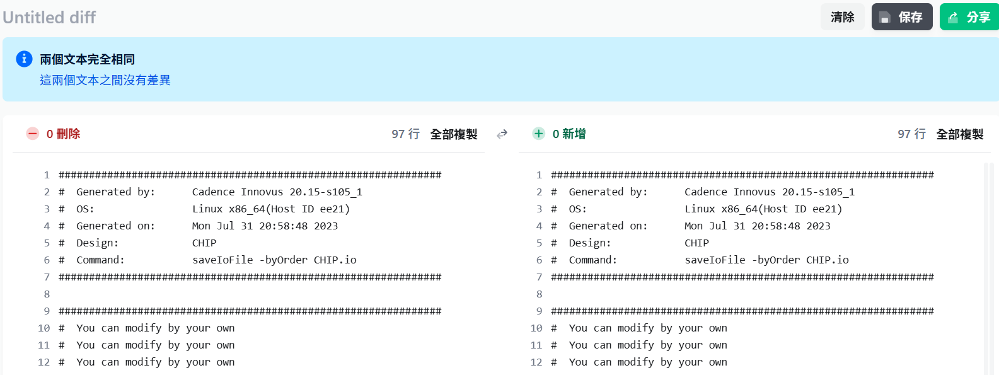 Untitled diff
清除
保存
分享
兩個文本完全相同
這兩個文本之間沒有差異
0 刪除
97 行 全部複製
0 新增
97 行 全部複製
1 ###############################################################
2 #  Generated by:      Cadence Innovus 20.15-s105_1
3 #  OS:                Linux x86_64(Host ID ee21)
4 #  Generated on:      Mon Jul 31 20:58:48 2023
5 #  Design:            CHIP
6 #  Command:           saveIoFile -byOrder CHIP.io
7 ###############################################################
8
9 ###############################################################
10 #  You can modify by your own
11 #  You can modify by your own
12 #  You can modify by your own
1 ###############################################################
2 #  Generated by:      Cadence Innovus 20.15-s105_1
3 #  OS:                Linux x86_64(Host ID ee21)
4 #  Generated on:      Mon Jul 31 20:58:48 2023
5 #  Design:            CHIP
6 #  Command:           saveIoFile -byOrder CHIP.io
7 ###############################################################
8
9 ###############################################################
10 #  You can modify by your own
11 #  You can modify by your own
12 #  You can modify by your own